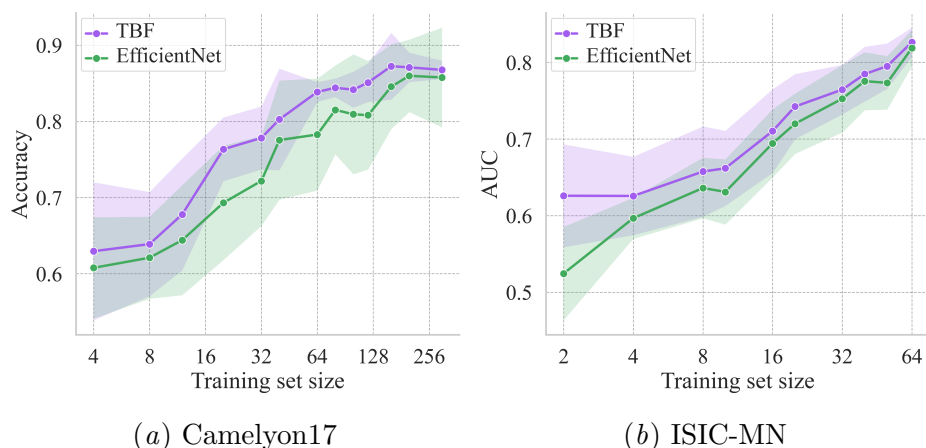 TBF
EfficientNet
0.9
0.8
0.7
0.6
Accuracy
4 8 16 32 64 128 256
Training set size
(a) Camelyon17
TBF
EfficientNet
0.8
0.7
0.6
0.5
AUC
2 4 8 16 32 64
Training set size
(b) ISIC-MN